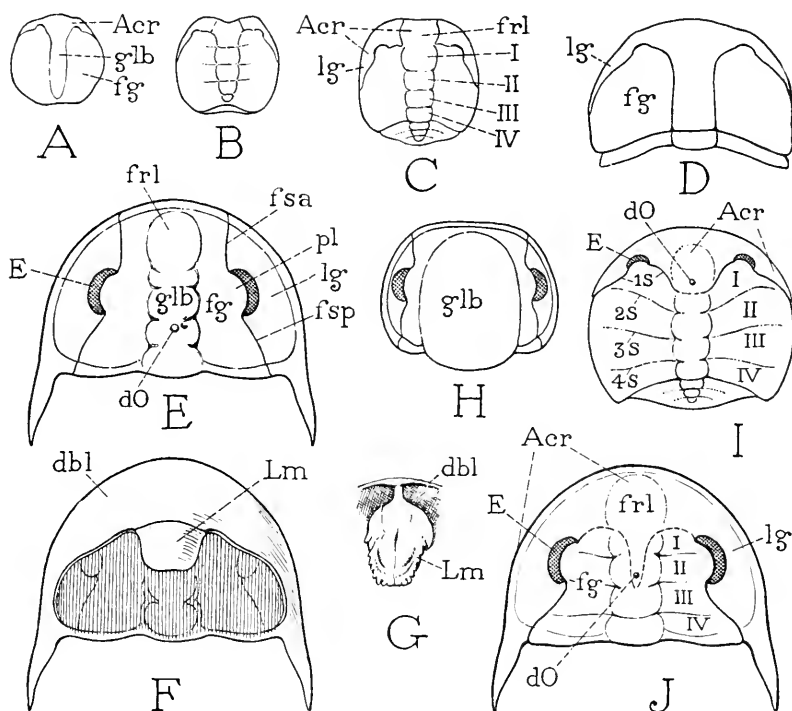 Acr
glb
fg
A
B
Acr
frl
lg
I
II
III
IV
C
lg
fg
D
frl
fsa
pl
E
glb
fg
lg
fsp
dO
E
glb
H
dO
Acr
E
1S
I
2S
II
3S
III
4S
IV
I
dbl
Lm
F
dbl
Lm
G
Acr
E
frl
lg
I
II
fg
III
IV
dO
J